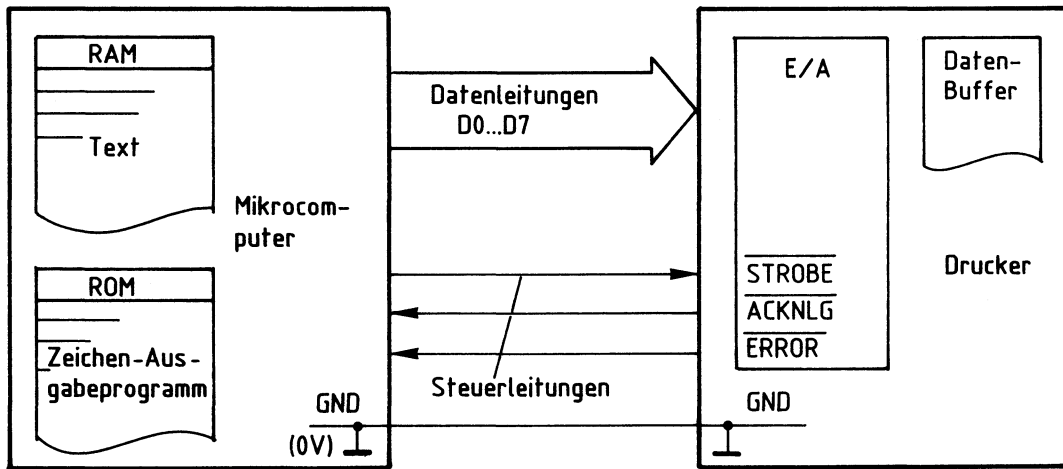 RAM
Text
Mikrocom-
puter
ROM
Zeichen-Aus-
gabeprogramm
GND
(0V)
Datenleitungen
D0...D7
Steuerleitungen
E/A
STROBE
ACKNLG
ERROR
GND
Daten-
Buffer
Drucker